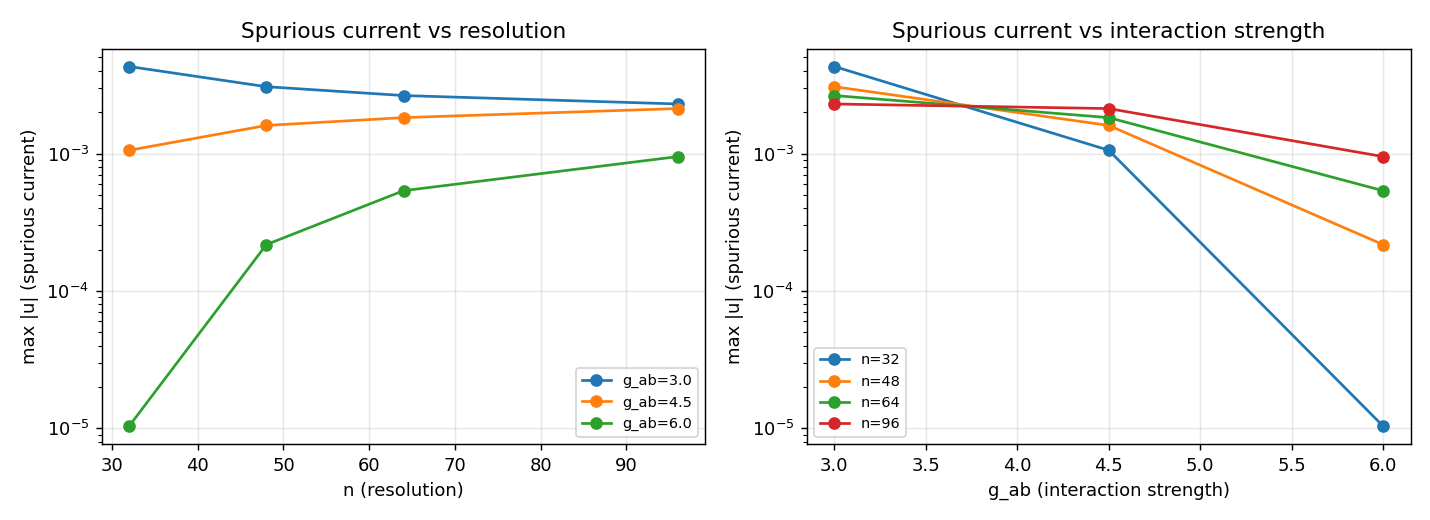 Spurious current vs resolution
max |u| (spurious current)
10⁻³
10⁻⁴
10⁻⁵
g_ab=3.0
g_ab=4.5
g_ab=6.0
30 40 50 60 70 80 90
n (resolution)
Spurious current vs interaction strength
max |u| (spurious current)
10⁻³
10⁻⁴
10⁻⁵
n=32
n=48
n=64
n=96
3.0 3.5 4.0 4.5 5.0 5.5 6.0
g_ab (interaction strength)